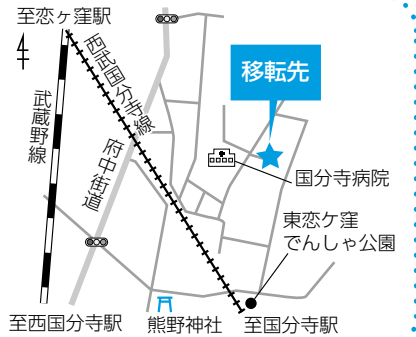 至恋ヶ窪駅
西武国分寺線
武蔵野線
府中街道
移転先
国分寺病院
東恋ケ窪
でんしゃ公園
至西国分寺駅
熊野神社
至国分寺駅